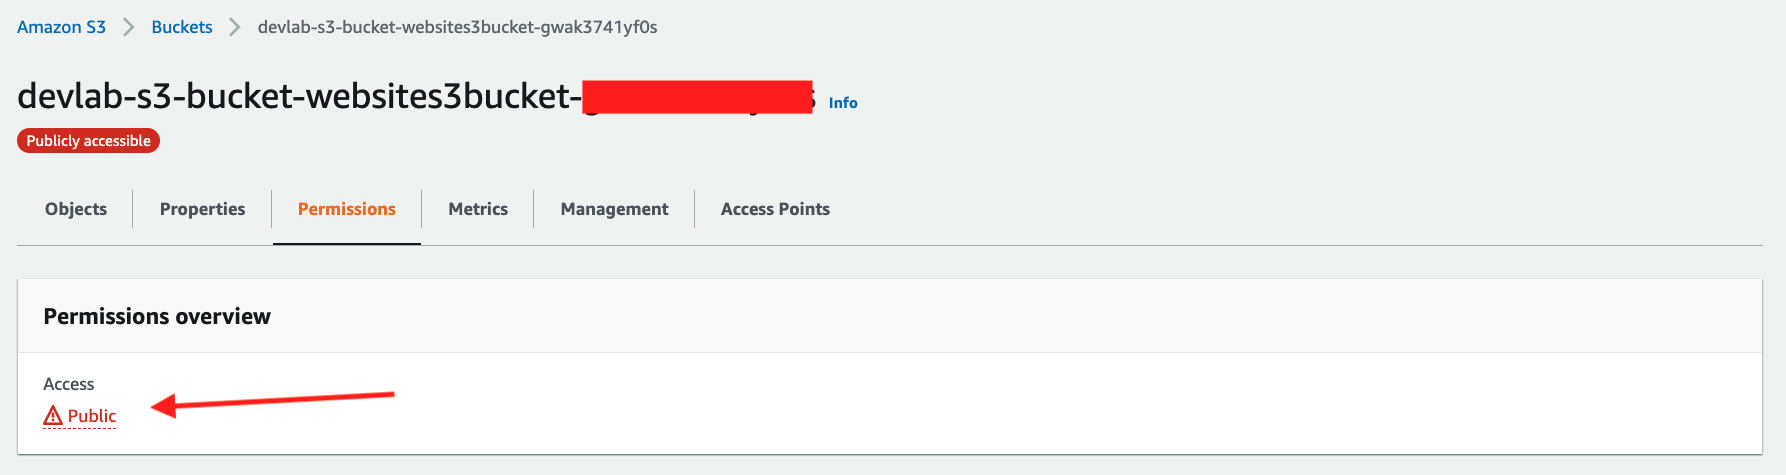 Amazon S3 > Buckets > devlab-s3-bucket-websites3bucket-gwak3741yf0s
devlab-s3-bucket-websites3bucket- Info
Publicly accessible
Objects Properties Permissions Metrics Management Access Points
Permissions overview
Access
Public